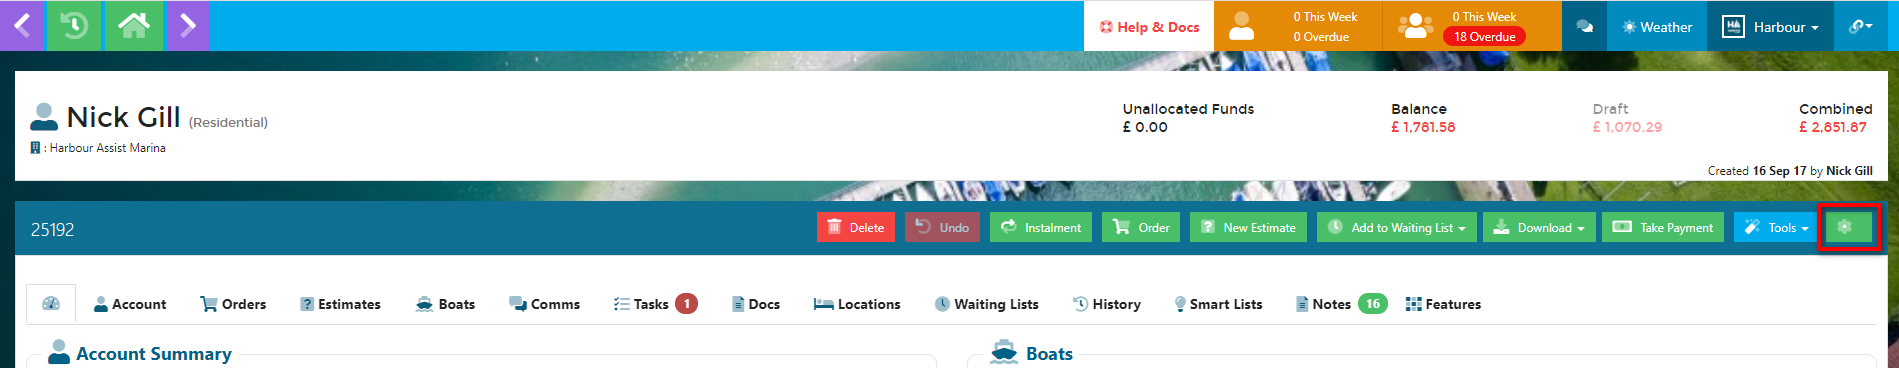 Help & Docs
0 This Week
0 Overdue
0 This Week
18 Overdue
Weather
Harbour
Nick Gill (Residential)
: Harbour Assist Marina
Unallocated Funds
£ 0.00
Balance
£ 1,781.58
Draft
£ 1,070.29
Combined
£ 2,851.87
Created 16 Sep 17 by Nick Gill
25192
Delete
Undo
Instalment
Order
New Estimate
Add to Waiting List
Download
Take Payment
Tools
Account
Orders
Estimates
Boats
Comms
Tasks 1
Docs
Locations
Waiting Lists
History
Smart Lists
Notes 16
Features
Account Summary
Boats